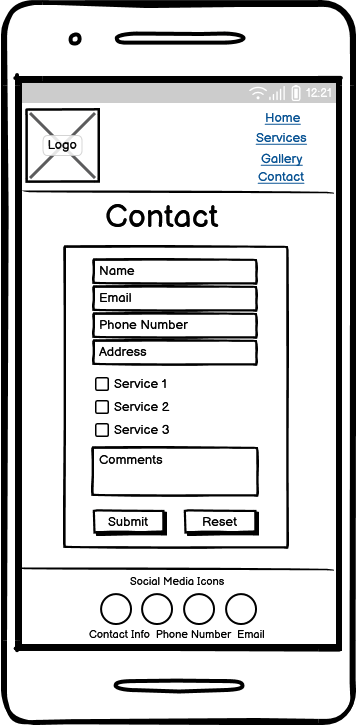 12:21
Logo
Home
Services
Gallery
Contact
Contact
Name
Email
Phone Number
Address
Service 1
Service 2
Service 3
Comments
Submit Reset
Social Media Icons
Contact Info Phone Number Email